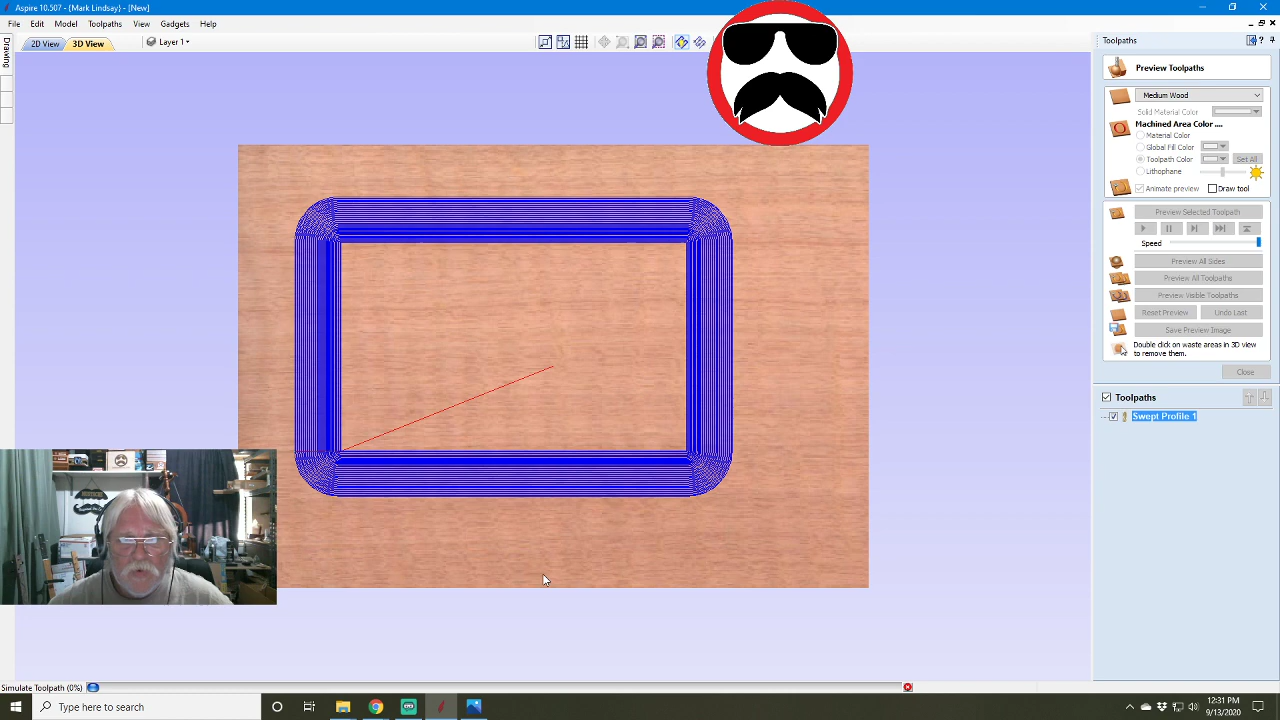 Aspire 10.507 - (Mark Lindsay) - [New]
File Edit Model Toolpaths View Gadgets Help
2D View 3D View Layer 1
Drawing
Toolpaths
Preview Toolpaths
Medium Wood
Solid Material Color
Machined Area Color ....
Material Color
Global Fill Color
Toolpath Color Set All
Lithophane
Animate preview Draw tool
Preview Selected Toolpath
Speed
Preview All Sides
Preview All Toolpaths
Preview Visible Toolpaths
Reset Preview Undo Last
Save Preview Image
Double click on waste areas in 3D view
to remove them.
Close
Toolpaths
Swept Profile 1
Simulate Toolpath (0%)
Type here to search
12:31 PM
9/13/2020